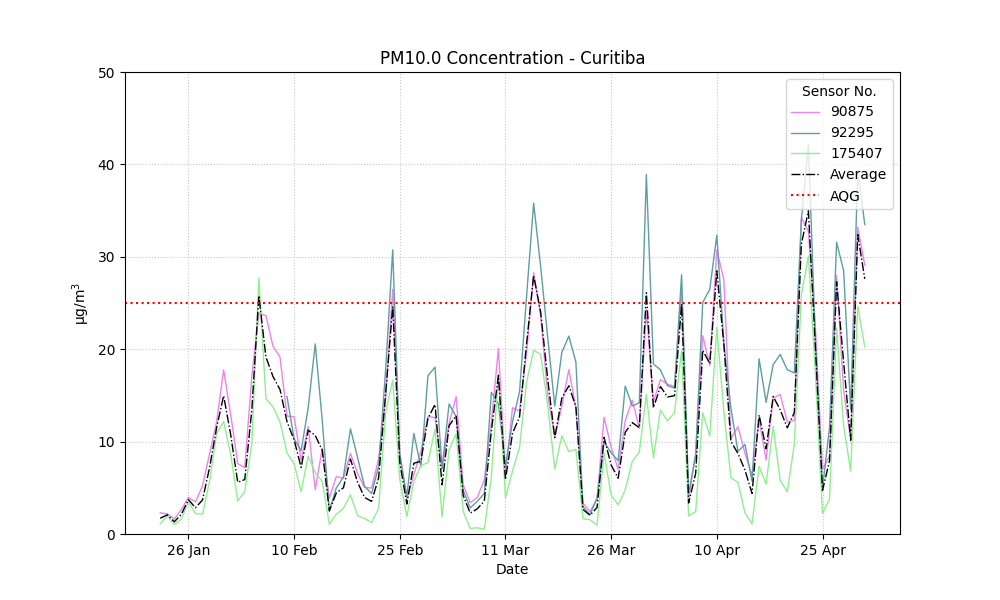 PM10.0 Concentration - Curitiba
50
40
30
20
10
0
µg/m³
26 Jan
10 Feb
25 Feb
11 Mar
26 Mar
10 Apr
25 Apr
Date
Sensor No.
90875
92295
175407
Average
AQG